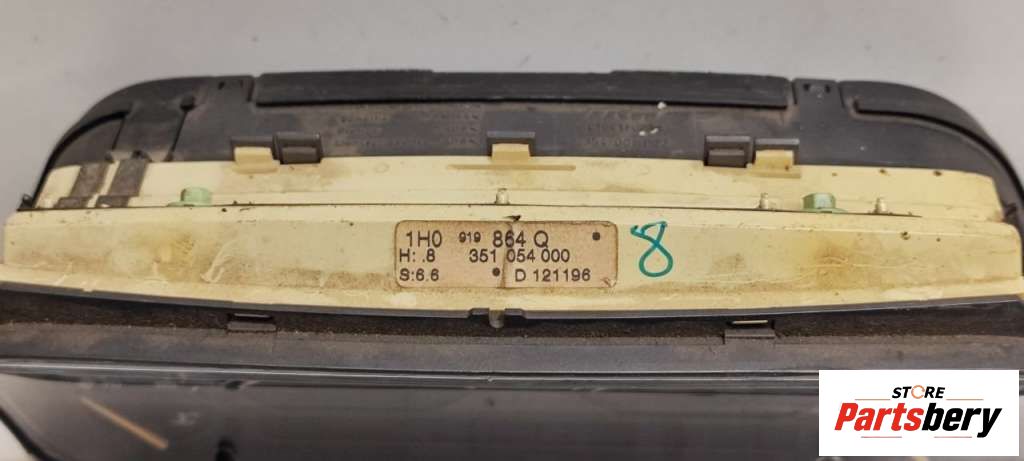 1H0 919 864 Q
H: .8 351 054 000
S:6.6 D 121196
8
STORE
Partsbery